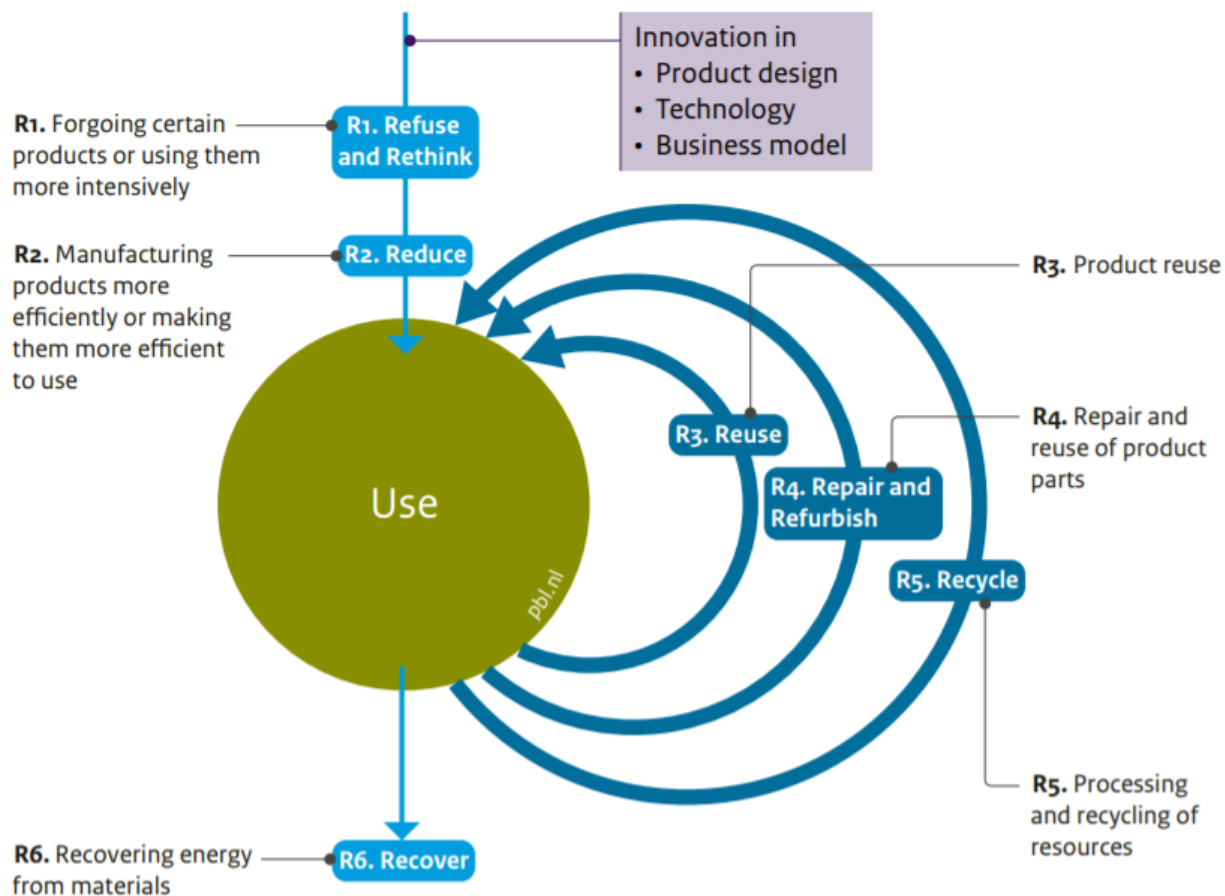 Innovation in
• Product design
• Technology
• Business model
R1. Forgoing certain
products or using them
more intensively
R1. Refuse
and Rethink
R2. Manufacturing
products more
efficiently or making
them more efficient
to use
R2. Reduce
R3. Product reuse
R3. Reuse
R4. Repair and
reuse of product
parts
R4. Repair and
Refurbish
Use
pbl.nl
R5. Recycle
R5. Processing
and recycling of
resources
R6. Recovering energy
from materials
R6. Recover